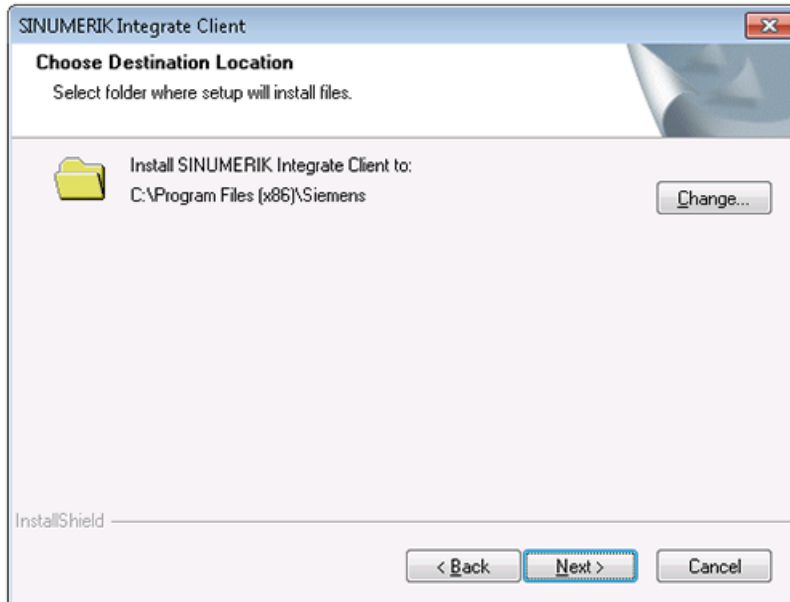 SINUMERIK Integrate Client
Choose Destination Location
Select folder where setup will install files.
Install SINUMERIK Integrate Client to:
C:\Program Files (x86)\Siemens
Change...
InstallShield
< Back
Next >
Cancel